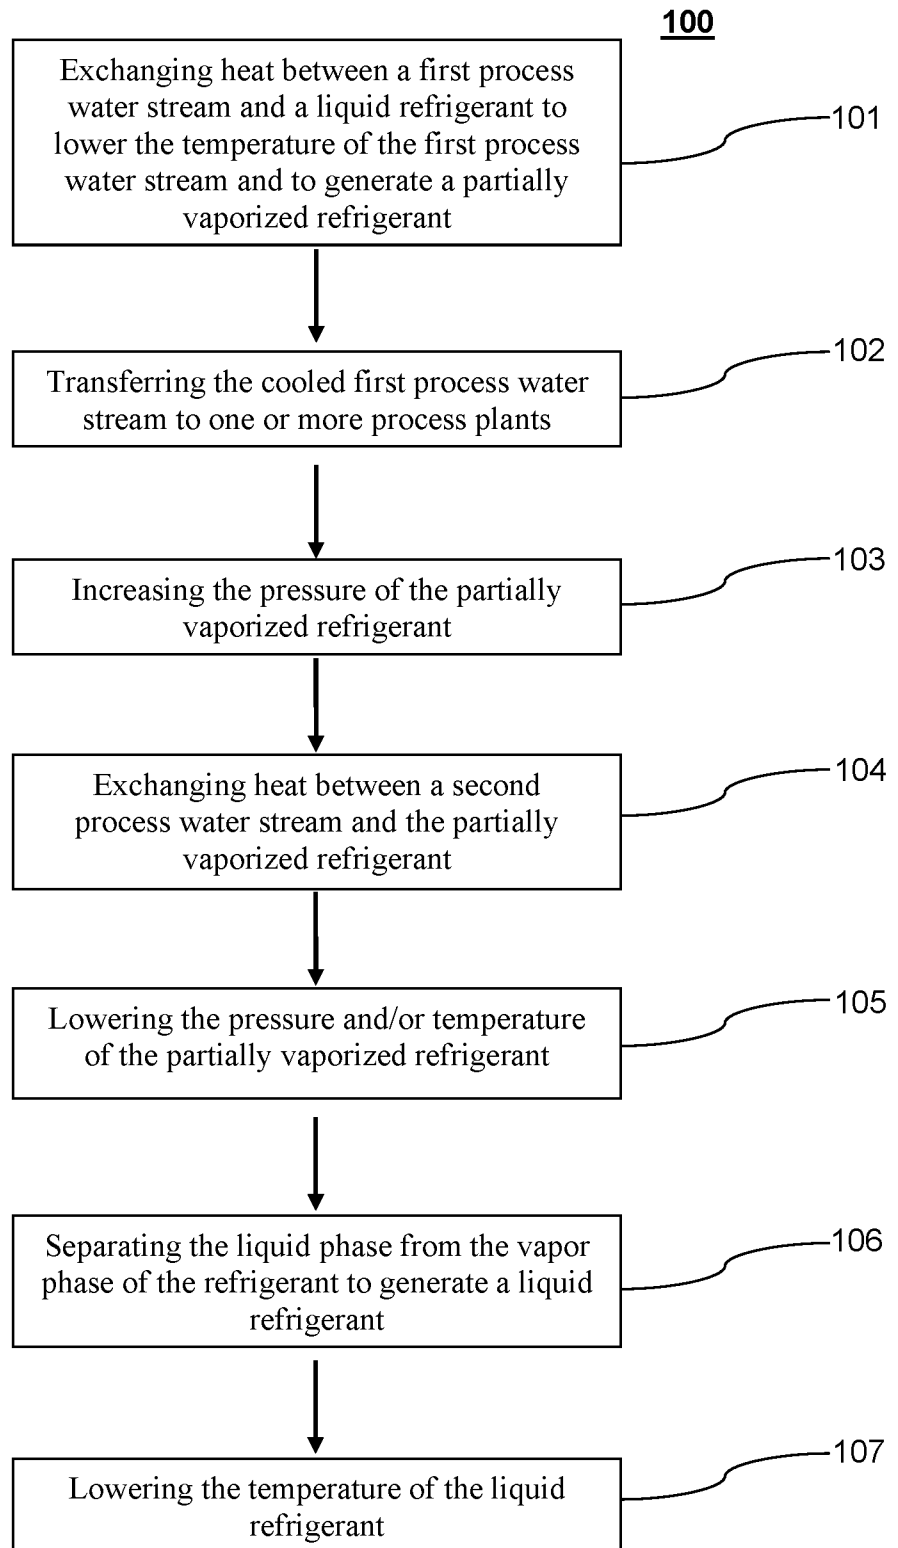 100
Exchanging heat between a first process
water stream and a liquid refrigerant to
lower the temperature of the first process
water stream and to generate a partially
vaporized refrigerant
101
Transferring the cooled first process water
stream to one or more process plants
102
Increasing the pressure of the partially
vaporized refrigerant
103
Exchanging heat between a second
process water stream and the partially
vaporized refrigerant
104
Lowering the pressure and/or temperature
of the partially vaporized refrigerant
105
Separating the liquid phase from the vapor
phase of the refrigerant to generate a liquid
refrigerant
106
Lowering the temperature of the liquid
refrigerant
107